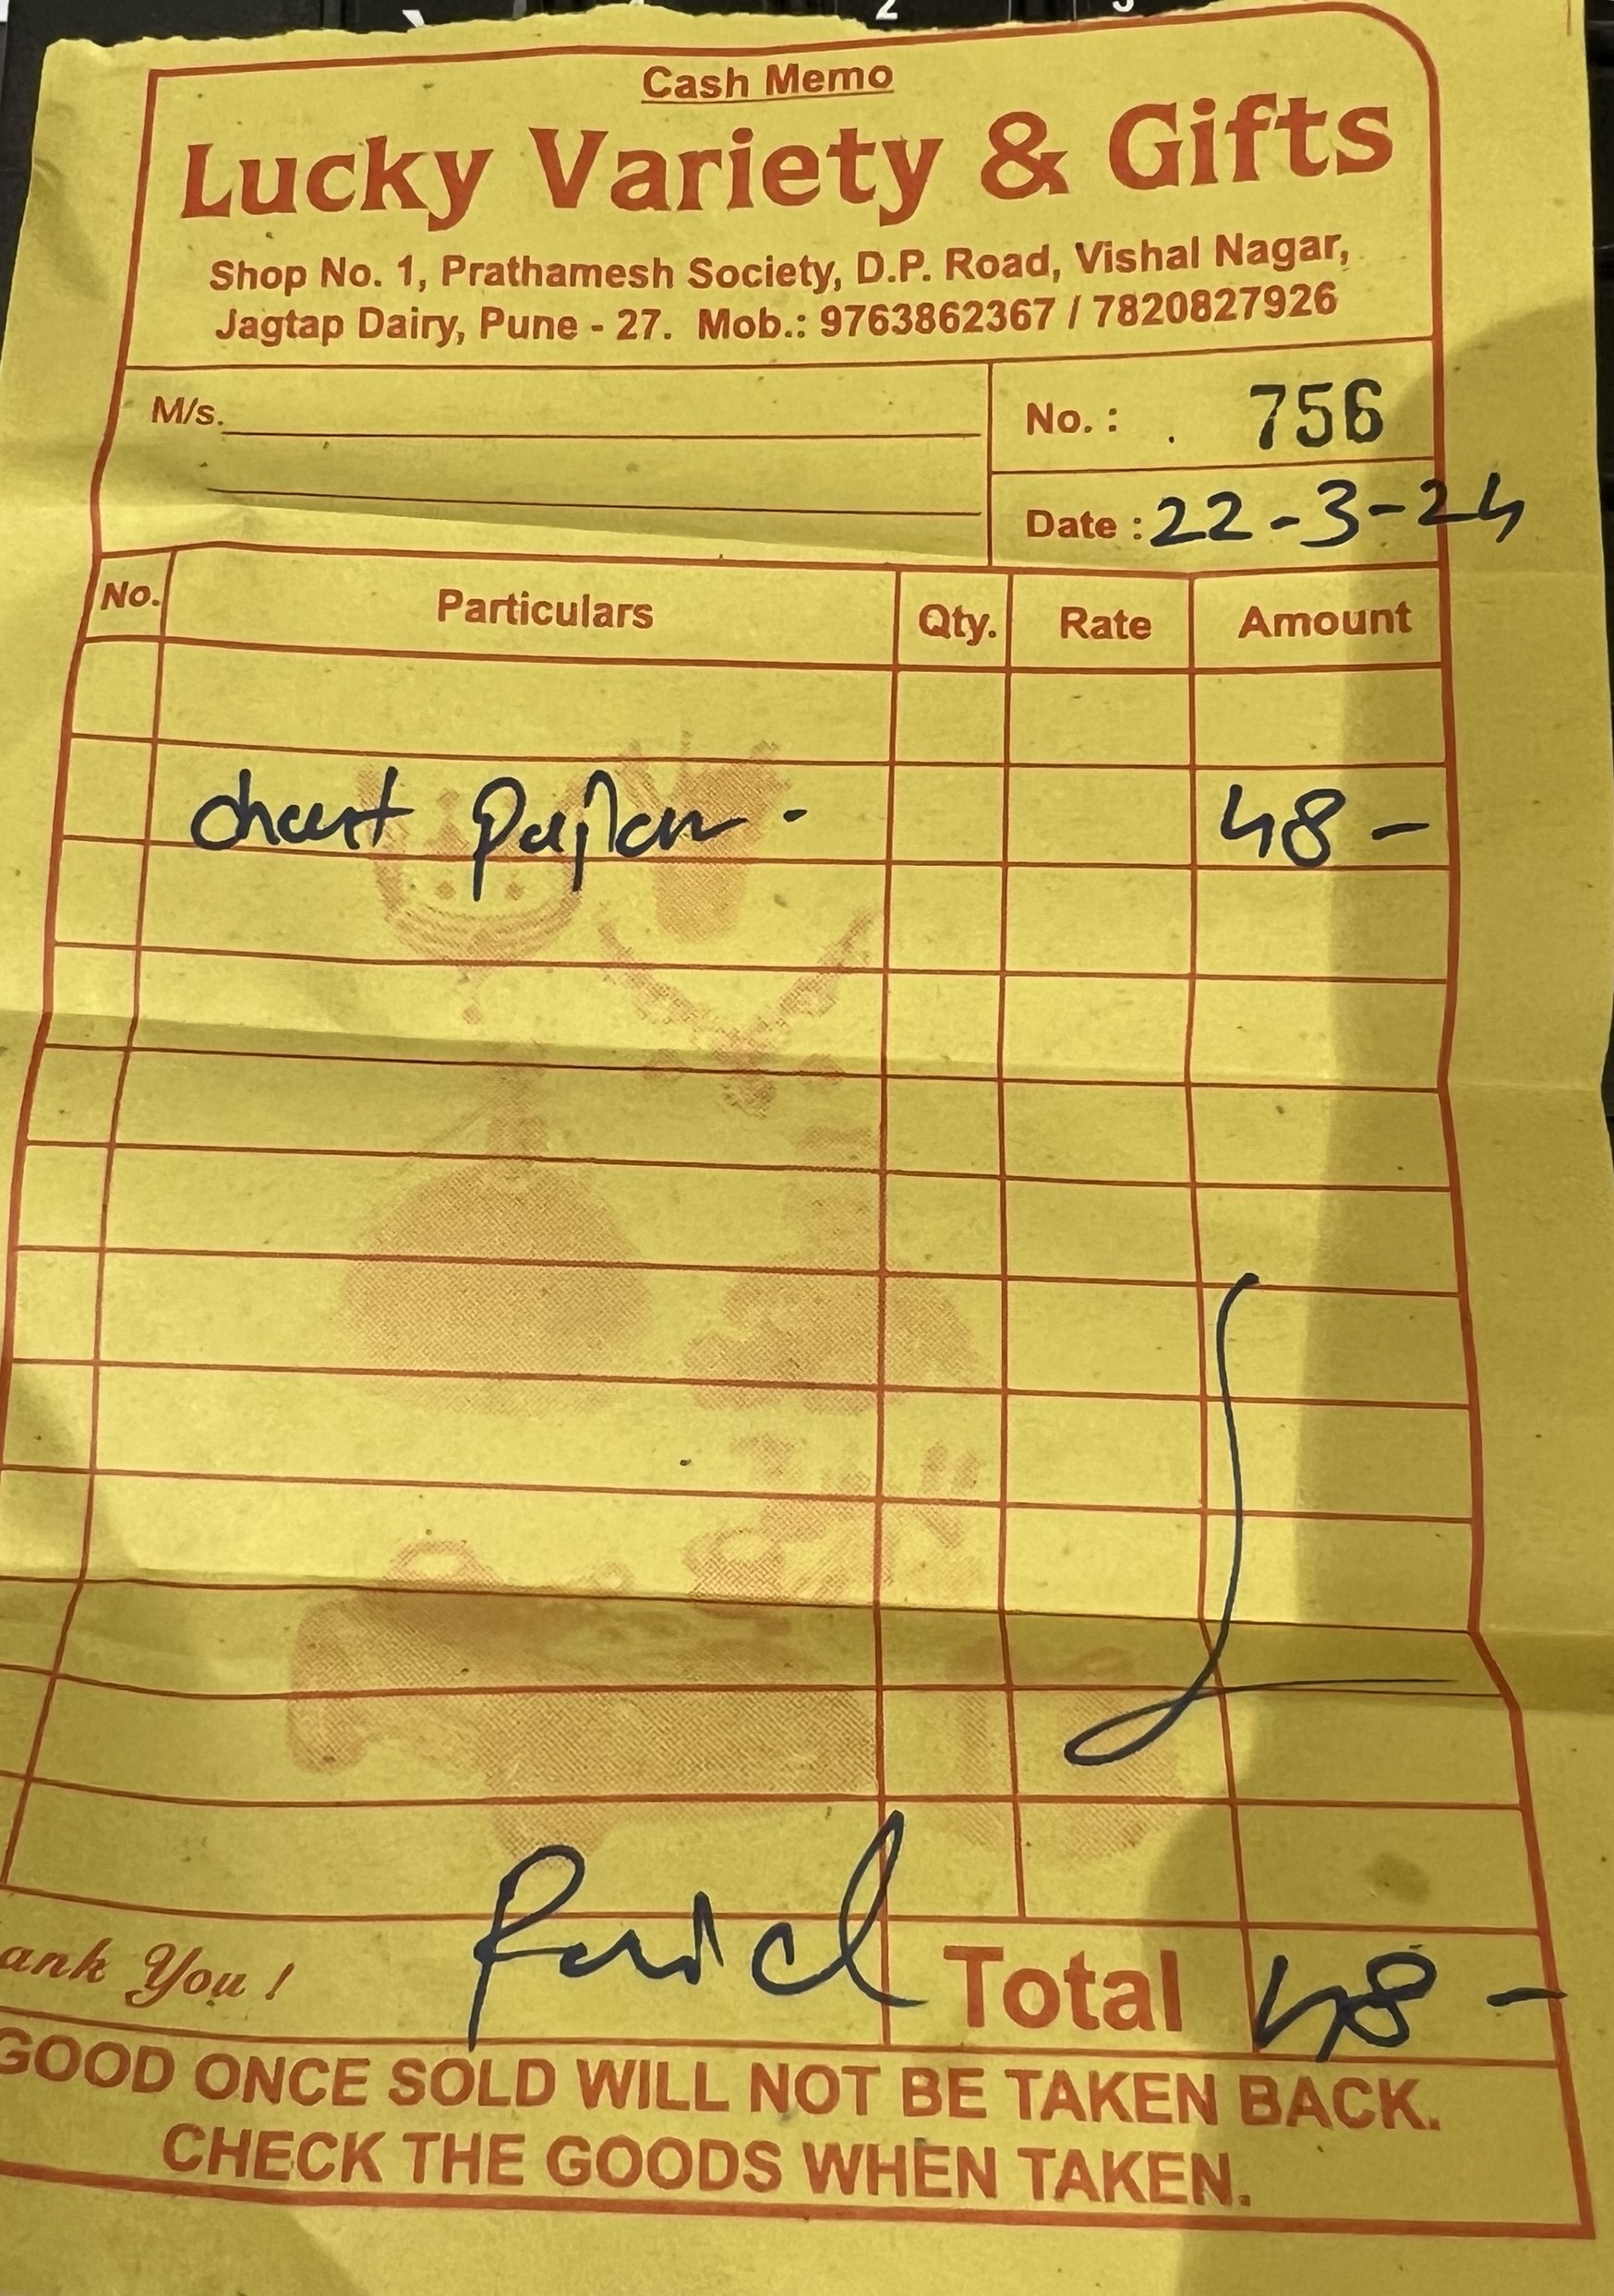 Cash Memo
Lucky Variety & Gifts
Shop No. 1, Prathamesh Society, D.P. Road, Vishal Nagar,
Jagtap Dairy, Pune - 27. Mob.: 9763862367 / 7820827926
M/s.
No. : 756
Date : 22-3-24
No. Particulars Qty. Rate Amount
chart paper - 48 -
ank You! Paid Total 48 -
GOOD ONCE SOLD WILL NOT BE TAKEN BACK.
CHECK THE GOODS WHEN TAKEN.